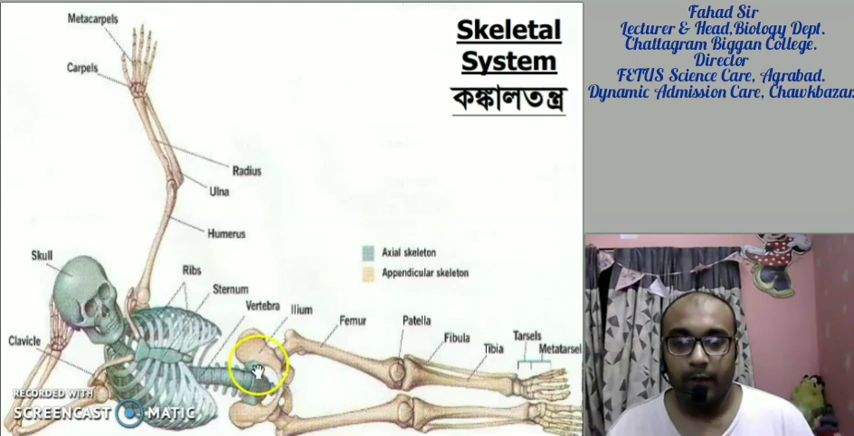 Metacarpels
Carpels
Radius
Ulna
Humerus
Skull
Ribs
Sternum
Vertebra
Ilium
Clavicle
Femur
Patella
Fibula
Tibia
Tarsels
Metatarsel
Axial skeleton
Appendicular skeleton
Skeletal
System
কঙ্কালতন্ত্র
Fahad Sir
Lecturer & Head,Biology Dept.
Chattagram Biggan College.
Director
FETUS Science Care, Agrabad.
Dynamic Admission Care, Chawkbazar.
RECORDED WITH
SCREENCAST MATIC